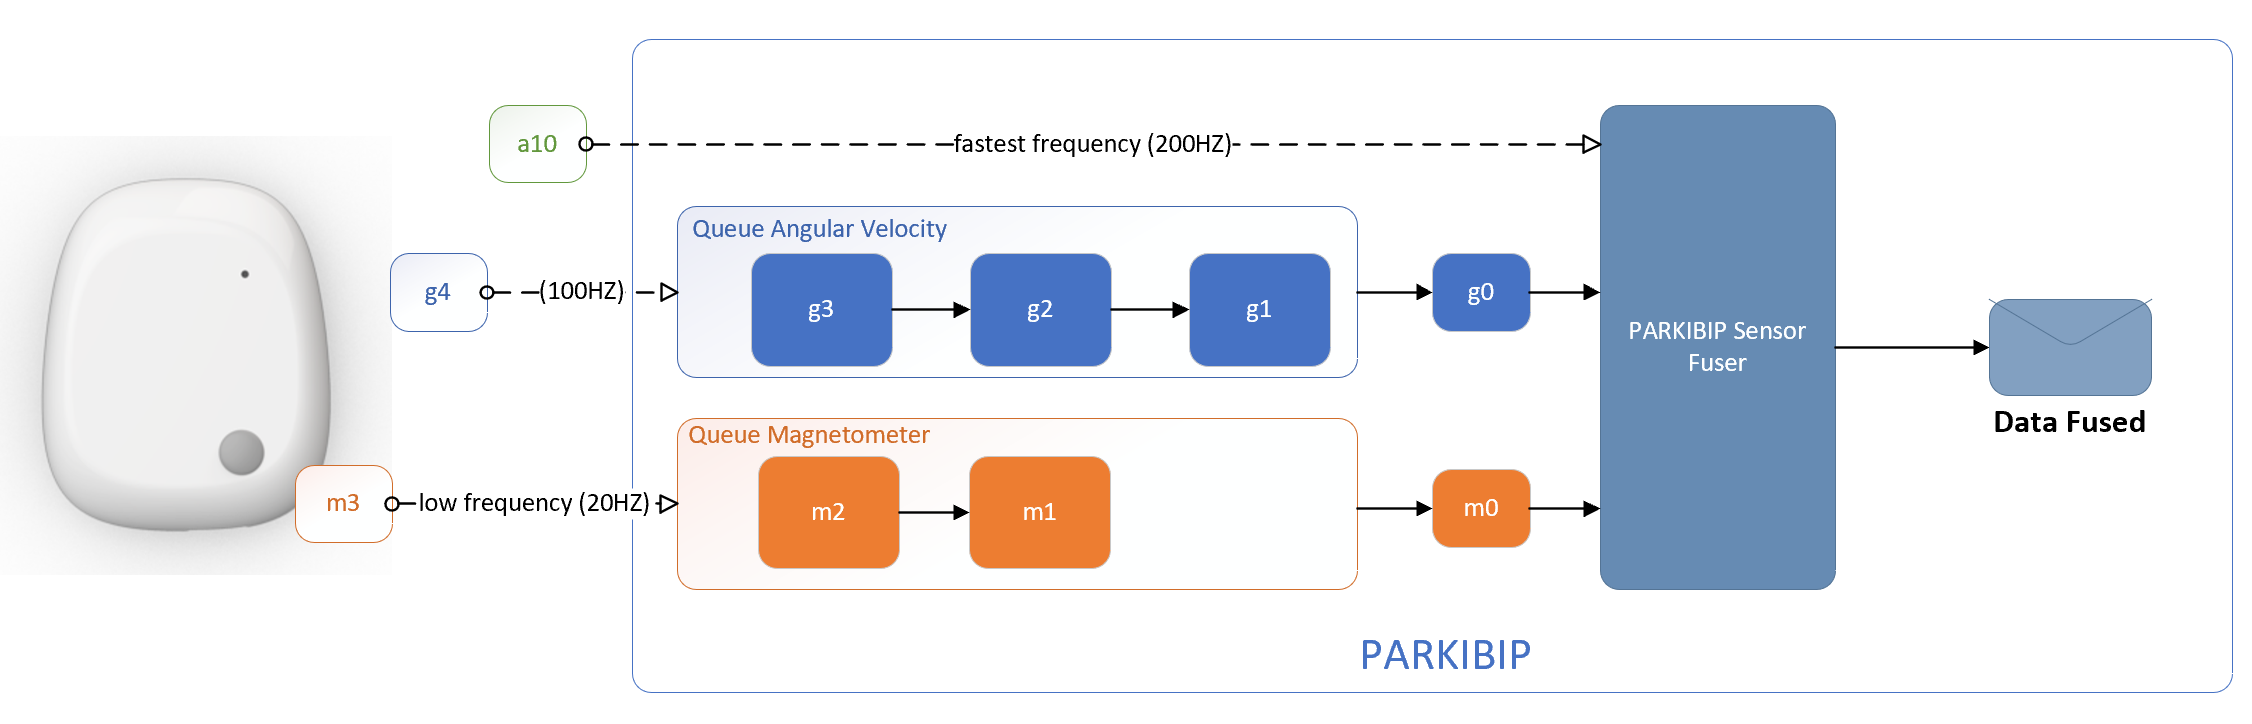 a10
fastest frequency (200HZ)
Queue Angular Velocity
g4
(100HZ)
g3
g2
g1
g0
PARKIBIP Sensor
Fuser
Data Fused
Queue Magnetometer
m3
low frequency (20HZ)
m2
m1
m0
PARKIBIP